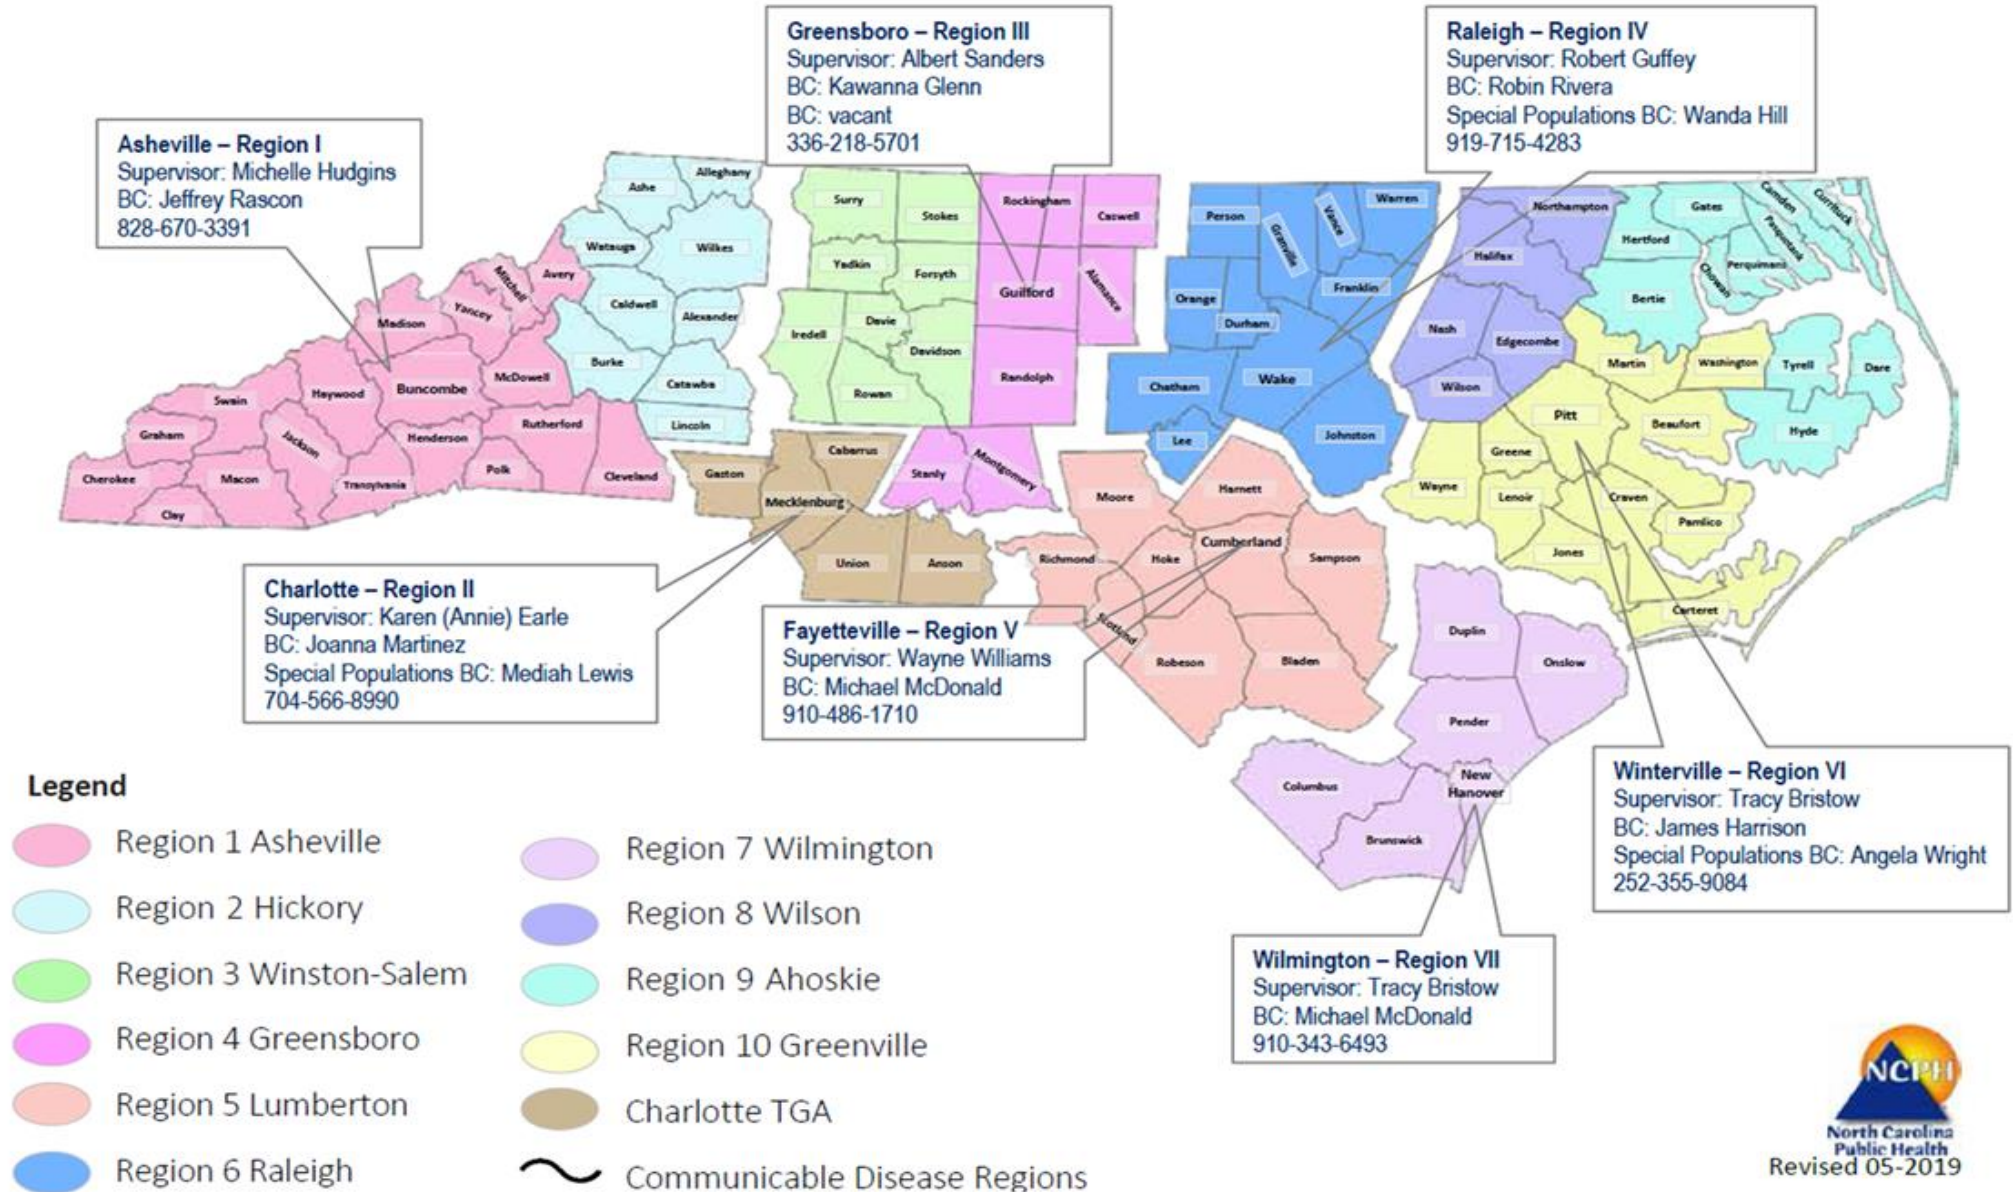 Greensboro – Region III
Supervisor: Albert Sanders
BC: Kawanna Glenn
BC: vacant
336-218-5701
Raleigh – Region IV
Supervisor: Robert Guffey
BC: Robin Rivera
Special Populations BC: Wanda Hill
919-715-4283
Asheville – Region I
Supervisor: Michelle Hudgins
BC: Jeffrey Rascon
828-670-3391
Ashe
Alleghany
Watauga
Wilkes
Caldwell
Alexander
Burke
Catawba
Lincoln
Mitchell
Avery
Yancey
Madison
McDowell
Buncombe
Haywood
Swain
Graham
Jackson
Henderson
Rutherford
Cherokee
Macon
Transylvania
Polk
Cleveland
Clay
Surry
Stokes
Yadkin
Forsyth
Iredell
Davie
Davidson
Rowan
Rockingham
Caswell
Guilford
Alamance
Randolph
Stanly
Montgomery
Person
Granville
Vance
Warren
Orange
Durham
Franklin
Chatham
Wake
Lee
Johnston
Northampton
Halifax
Nash
Edgecombe
Wilson
Gates
Camden
Currituck
Pasquotank
Hertford
Perquimans
Chowan
Bertie
Tyrell
Dare
Hyde
Martin
Washington
Pitt
Beaufort
Greene
Wayne
Lenoir
Craven
Pamlico
Jones
Carteret
Gaston
Cabarrus
Mecklenburg
Union
Anson
Moore
Harnett
Richmond
Hoke
Cumberland
Sampson
Scotland
Robeson
Bladen
Duplin
Onslow
Pender
Columbus
New
Hanover
Brunswick
Charlotte – Region II
Supervisor: Karen (Annie) Earle
BC: Joanna Martinez
Special Populations BC: Mediah Lewis
704-566-8990
Fayetteville – Region V
Supervisor: Wayne Williams
BC: Michael McDonald
910-486-1710
Winterville – Region VI
Supervisor: Tracy Bristow
BC: James Harrison
Special Populations BC: Angela Wright
252-355-9084
Wilmington – Region VII
Supervisor: Tracy Bristow
BC: Michael McDonald
910-343-6493
Legend
Region 1 Asheville
Region 2 Hickory
Region 3 Winston-Salem
Region 4 Greensboro
Region 5 Lumberton
Region 6 Raleigh
Region 7 Wilmington
Region 8 Wilson
Region 9 Ahoskie
Region 10 Greenville
Charlotte TGA
Communicable Disease Regions
NCPH
North Carolina
Public Health
Revised 05-2019